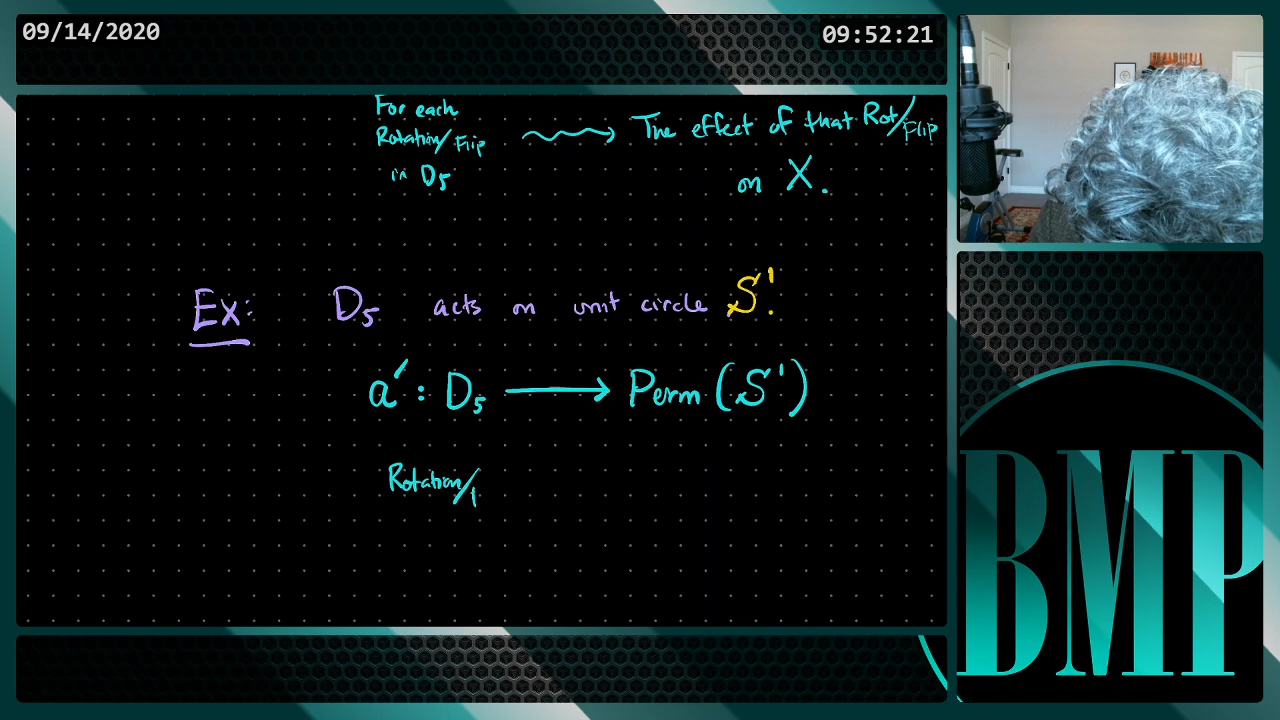 09/14/2020
09:52:21
For each
Rotation/Flip
in D₅
The effect of that Rot/Flip
on X.
Ex: D₅ acts on unit circle S¹.
a′ : D₅ ⟶ Perm (S¹)
Rotation/
BMP